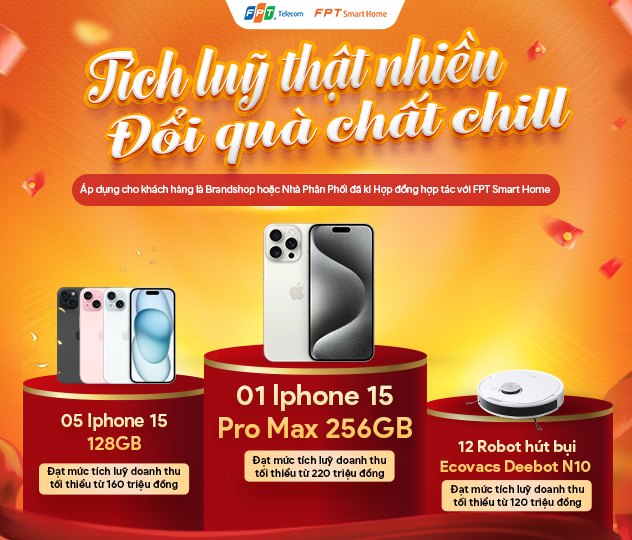 FPT Telecom FPT Smart Home
Tích luỹ thật nhiều
Đổi quà chất chill
Áp dụng cho khách hàng là Brandshop hoặc Nhà Phân Phối đã kí Hợp đồng hợp tác với FPT Smart Home
05 Iphone 15
128GB
Đạt mức tích luỹ doanh thu
tối thiểu từ 160 triệu đồng
01 Iphone 15
Pro Max 256GB
Đạt mức tích luỹ doanh thu
tối thiểu từ 220 triệu đồng
12 Robot hút bụi
Ecovacs Deebot N10
Đạt mức tích luỹ doanh thu
tối thiểu từ 120 triệu đồng